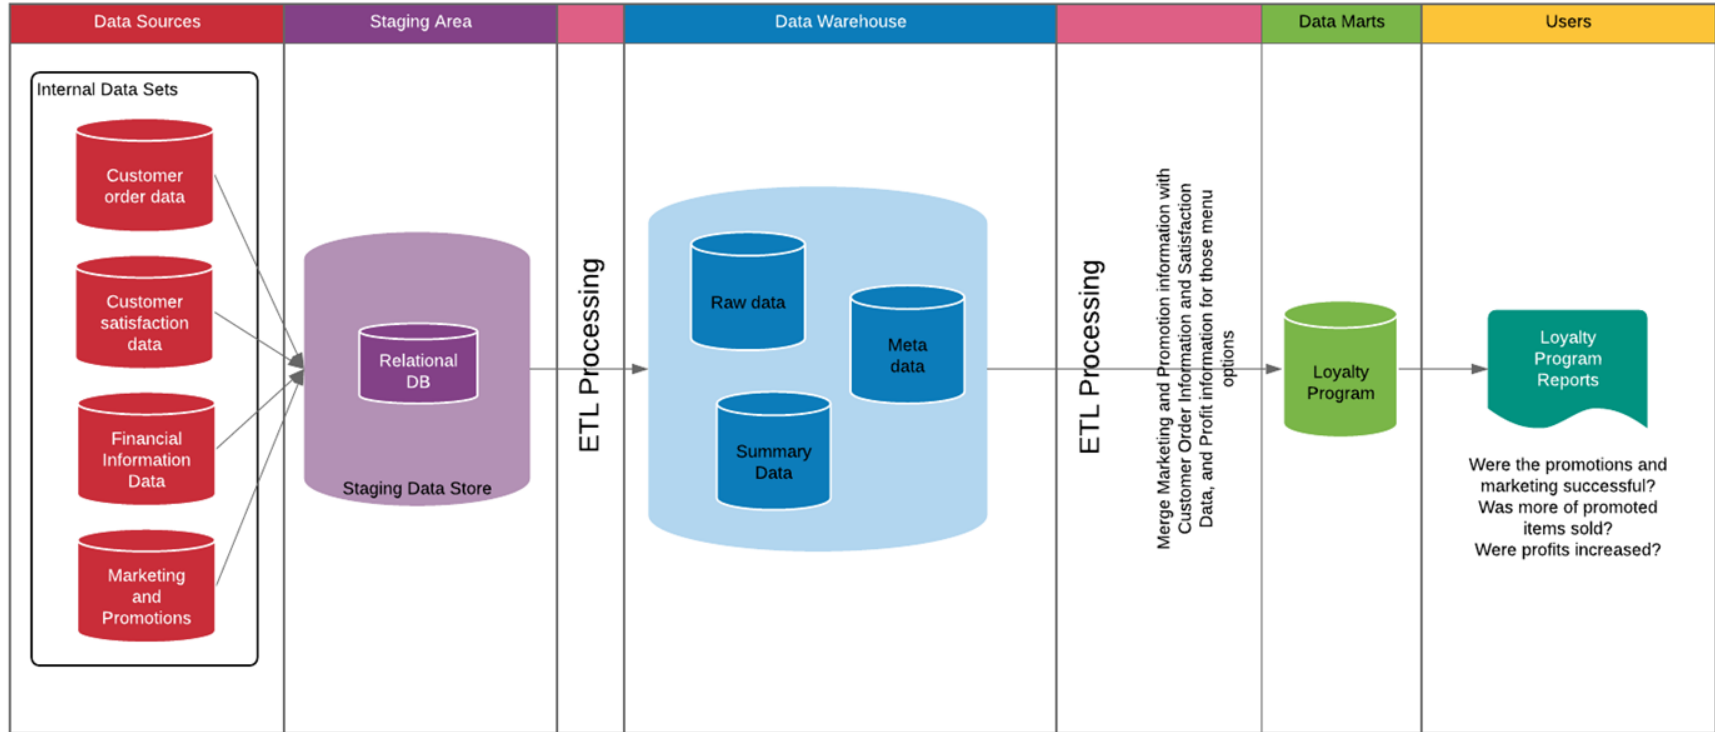 Data Sources
Staging Area
Data Warehouse
Data Marts
Users
Internal Data Sets
Customer
order data
Customer
satisfaction
data
Financial
Information
Data
Marketing
and
Promotions
Relational
DB
Staging Data Store
ETL Processing
Raw data
Meta
data
Summary
Data
ETL Processing
Merge Marketing and Promotion information with
Customer Order Information and Satisfaction
Data, and Profit information for those menu
options
Loyalty
Program
Loyalty
Program
Reports
Were the promotions and
marketing successful?
Was more of promoted
items sold?
Were profits increased?